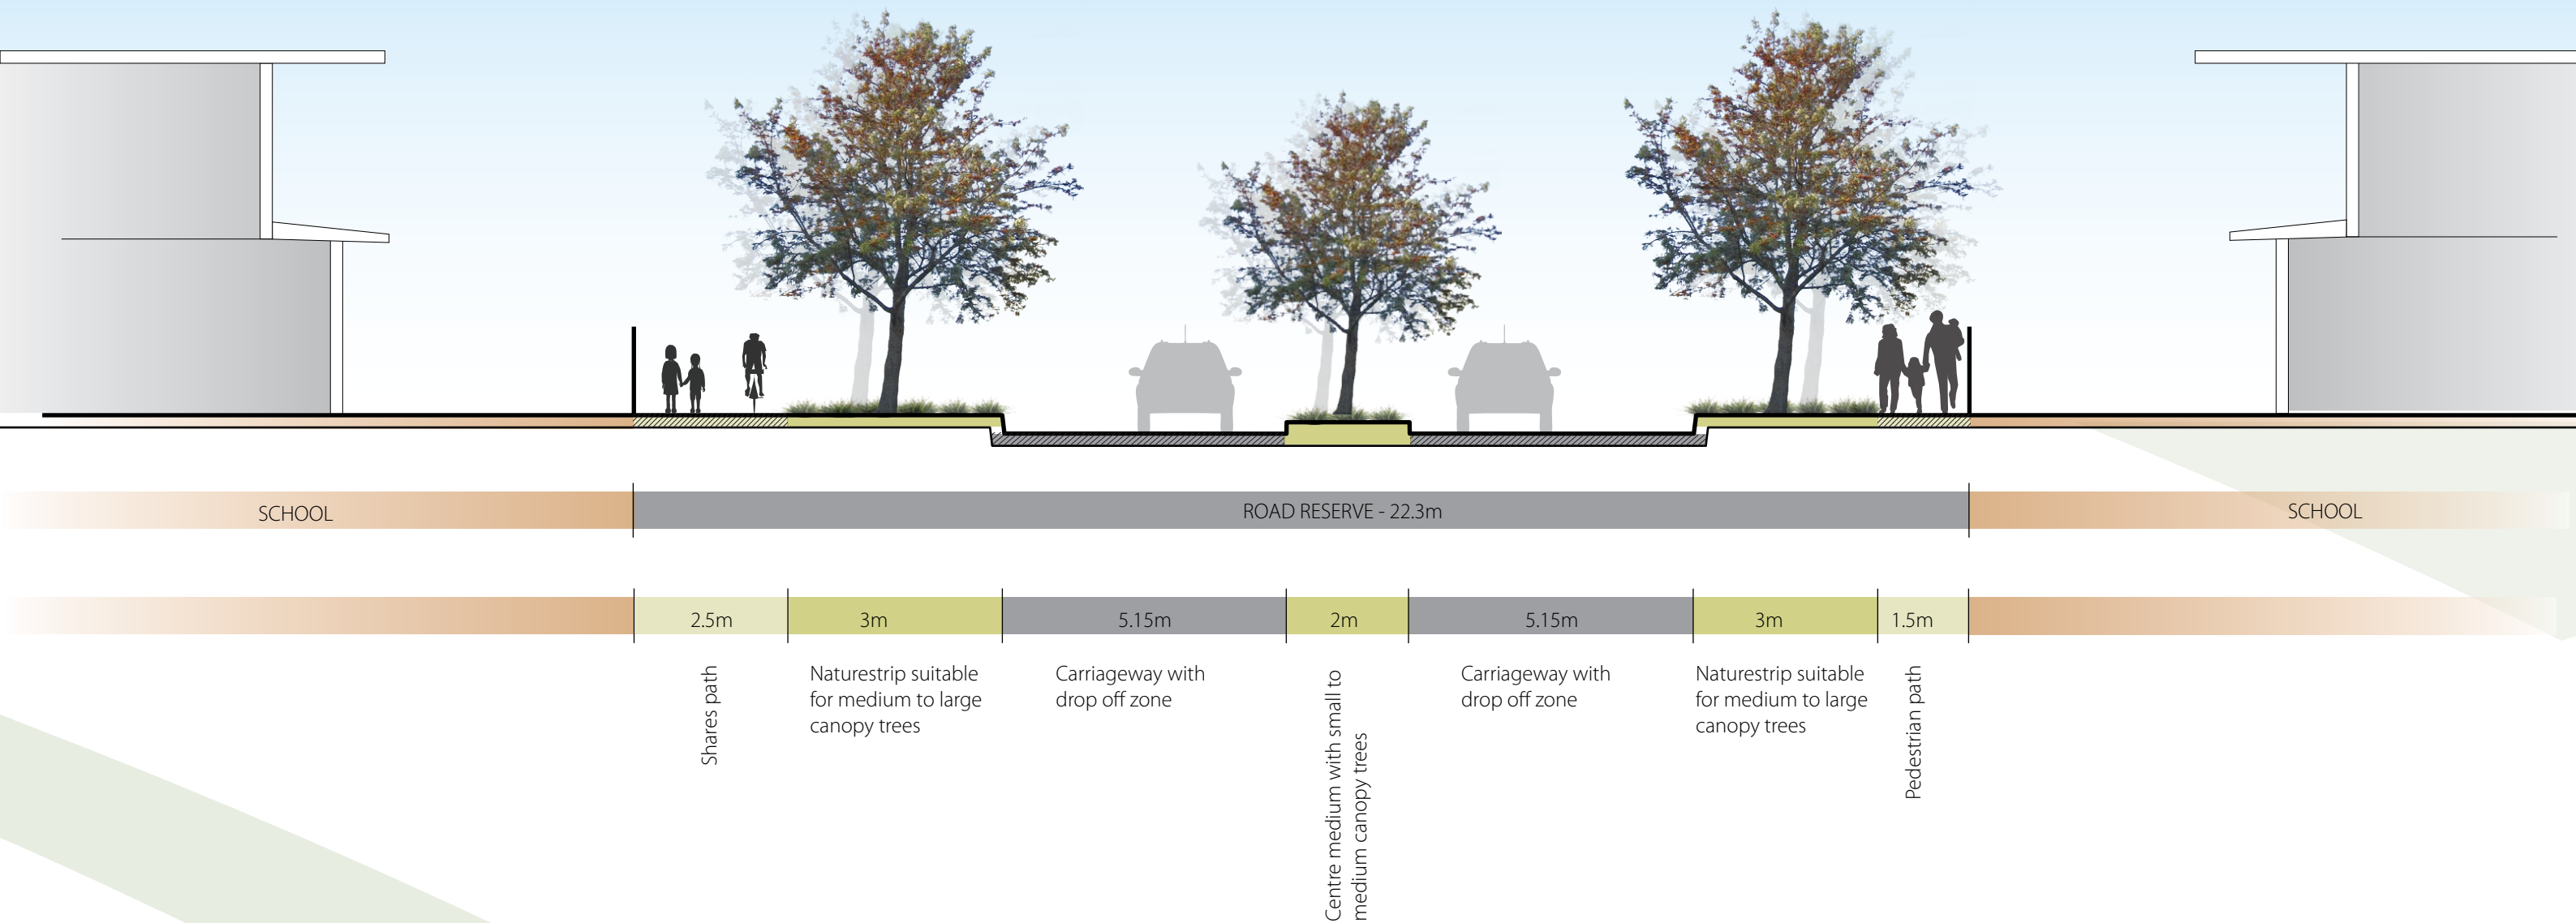 SCHOOL
ROAD RESERVE - 22.3m
SCHOOL
2.5m
3m
5.15m
2m
5.15m
3m
1.5m
Shares path
Naturestrip suitable
for medium to large
canopy trees
Carriageway with
drop off zone
Centre medium with small to
medium canopy trees
Carriageway with
drop off zone
Naturestrip suitable
for medium to large
canopy trees
Pedestrian path